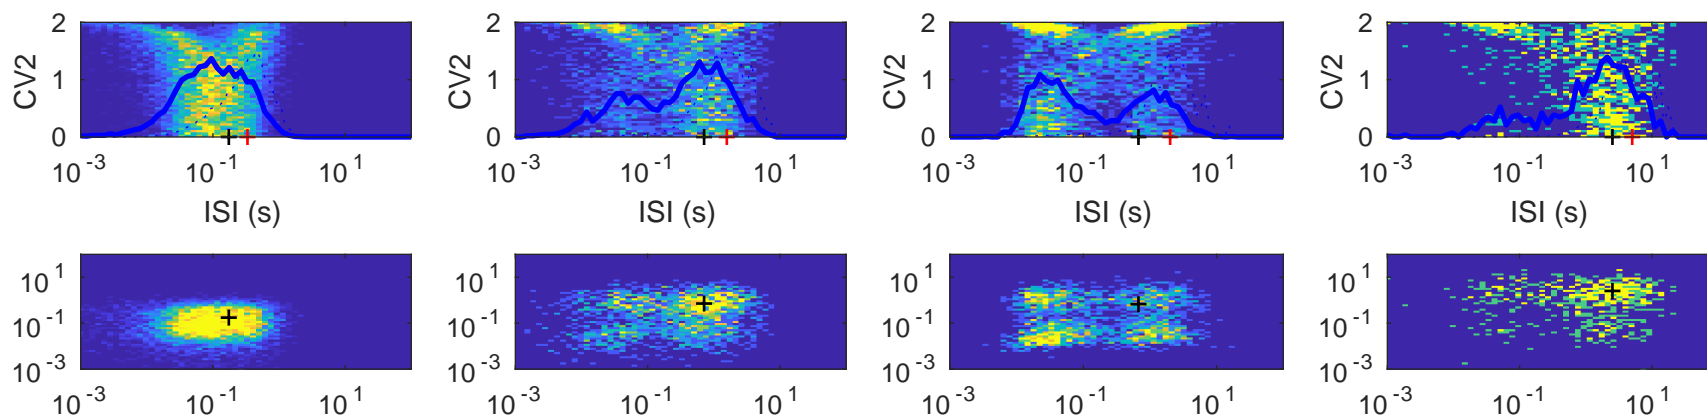 2 2 2 2
CV2 1 CV2 1 CV2 1 CV2 1
0 0 0 0
10 -3 10 -1 10 1 10 -3 10 -1 10 1 10 -3 10 -1 10 1 10 -3 10 -1 10 1
ISI (s) ISI (s) ISI (s) ISI (s)
10 1 10 1 10 1 10 1
10 -1 10 -1 10 -1 10 -1
10 -3 10 -3 10 -3 10 -3
10 -3 10 -1 10 1 10 -3 10 -1 10 1 10 -3 10 -1 10 1 10 -3 10 -1 10 1